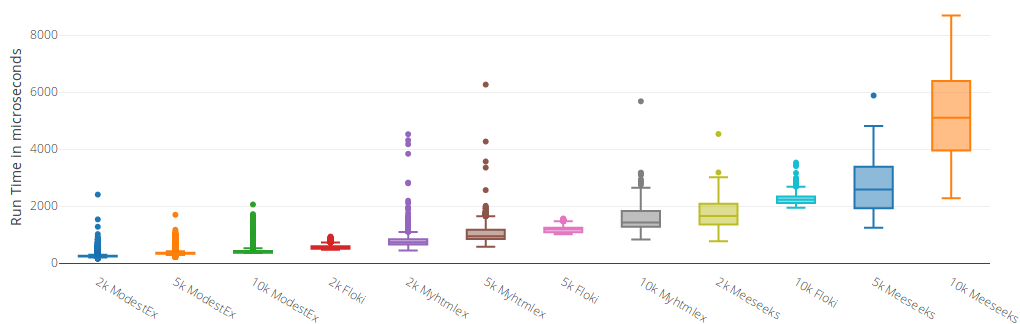 Run Time in microseconds
8000
6000
4000
2000
0
2k ModestEx
5k ModestEx
10k ModestEx
2k Floki
2k Myhtmlex
5k Myhtmlex
5k Floki
10k Myhtmlex
2k Meeseeks
10k Floki
5k Meeseeks
10k Meeseeks